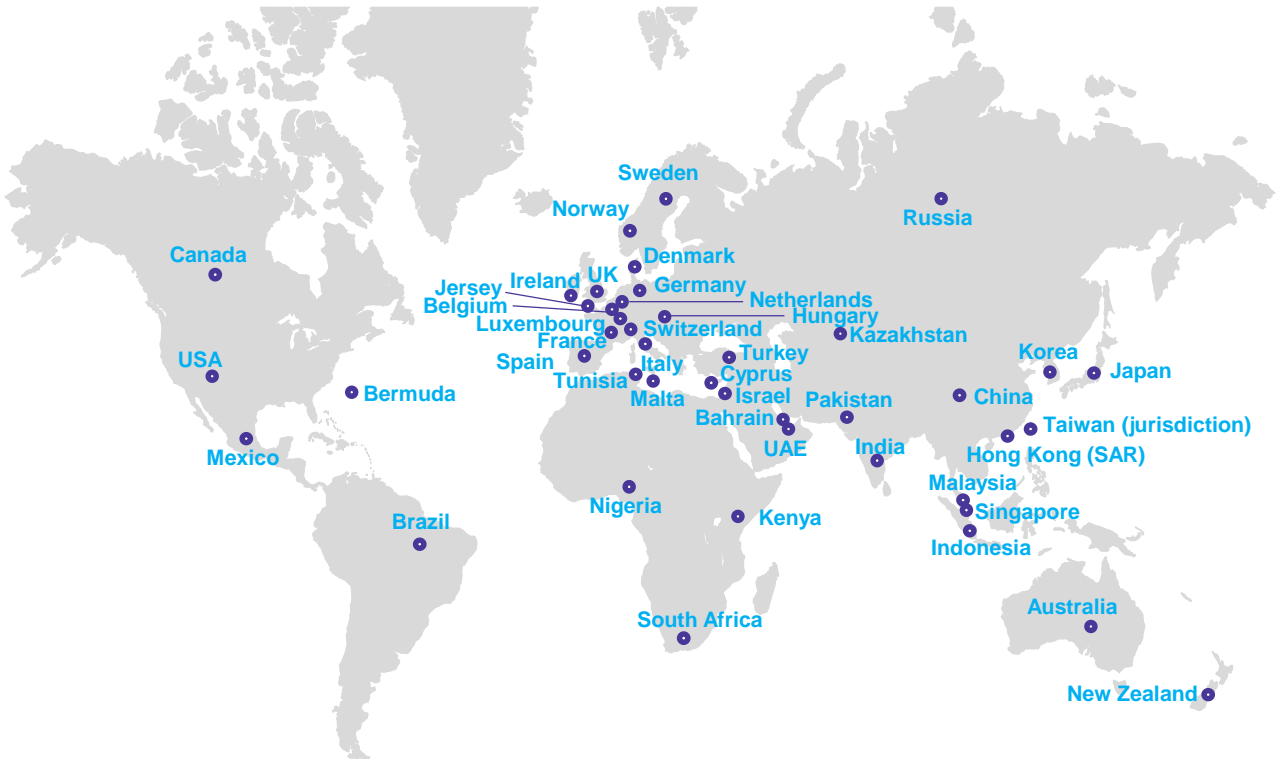 Sweden
Norway
Russia
Canada
Denmark
Ireland
UK
Jersey
Germany
Belgium
Netherlands
Hungary
Luxembourg
Switzerland
France
Kazakhstan
Spain
Italy
Turkey
Korea
USA
Japan
Tunisia
Cyprus
Bermuda
Malta
Israel
China
Bahrain
Pakistan
Taiwan (jurisdiction)
UAE
India
Hong Kong (SAR)
Mexico
Malaysia
Nigeria
Singapore
Kenya
Brazil
Indonesia
Australia
South Africa
New Zealand